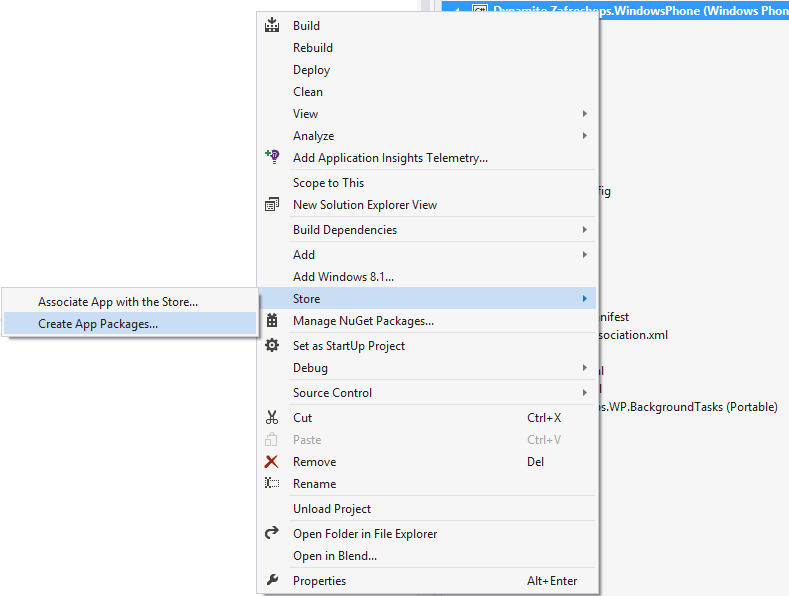 Dynamite.Zafreshops.WindowsPhone (Windows Phon
Build
Rebuild
Deploy
Clean
View
Analyze
Add Application Insights Telemetry...
Scope to This
New Solution Explorer View
Build Dependencies
Add
Add Windows 8.1...
Store
Associate App with the Store...
Create App Packages...
Manage NuGet Packages...
Set as StartUp Project
Debug
Source Control
Cut Ctrl+X
Paste Ctrl+V
Remove Del
Rename
Unload Project
Open Folder in File Explorer
Open in Blend...
Properties Alt+Enter
fig
nifest
sociation.xml
s.WP.BackgroundTasks (Portable)